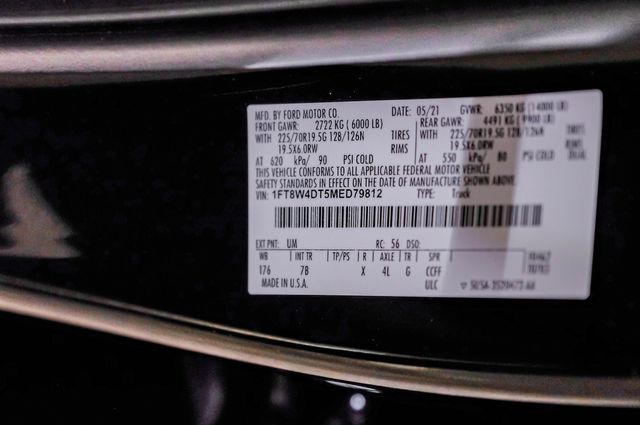 MFD. BY FORD MOTOR CO. DATE: 05/21 GVWR: 6350 KG (14000 LB)
FRONT GAWR: 2722 KG (6000 LB) REAR GAWR: 4491 KG (9900 LB)
WITH 225/70R19.5G 128/126N TIRES WITH 225/70R19.5G 128/126N TIRES
19.5X6.0RW RIMS 19.5X6.0RW RIMS
AT 620 kPa/ 90 PSI COLD AT 550 kPa/ 80 PSI COLD DUAL
THIS VEHICLE CONFORMS TO ALL APPLICABLE FEDERAL MOTOR VEHICLE
SAFETY STANDARDS IN EFFECT ON THE DATE OF MANUFACTURE SHOWN ABOVE.
VIN: 1FT8W4DT5MED79812 TYPE: Truck
EXT PNT: UM RC: 56 DSO:
WB INT TR TP/PS R AXLE TR SPR
176 7B X 4L G CCFF
MADE IN U.S.A. ULC